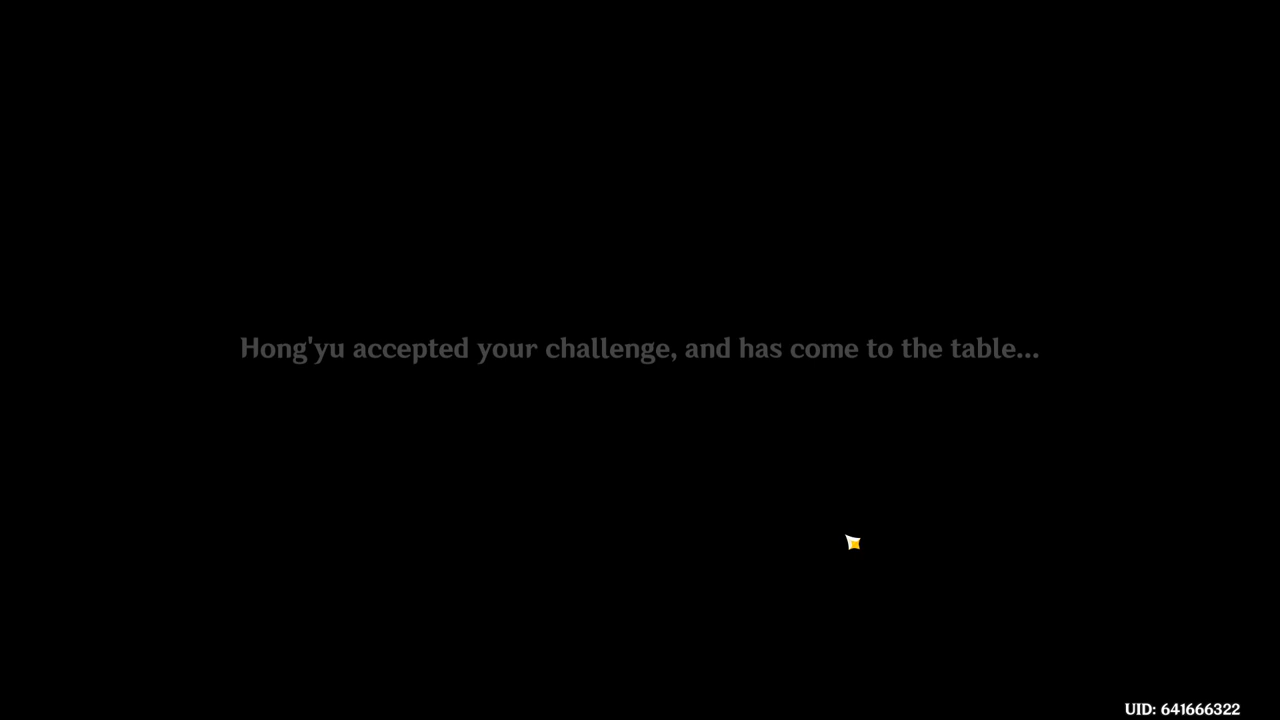 Hong'yu accepted your challenge, and has come to the table...
UID: 641666322